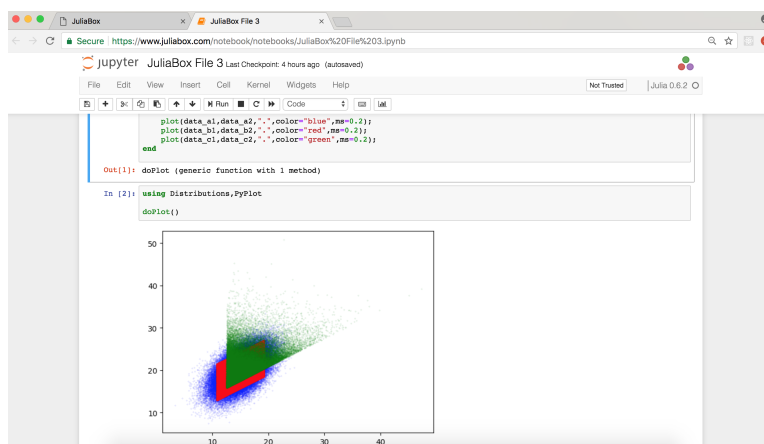 JuliaBox
JuliaBox File 3
Secure https://www.juliabox.com/notebook/notebooks/JuliaBox%20File%203.ipynb
jupyter JuliaBox File 3 Last Checkpoint: 4 hours ago (autosaved)
File Edit View Insert Cell Kernel Widgets Help Not Trusted Julia 0.6.2
Run Code
plot(data_a1,data_a2,".",color="blue",ms=0.2);
plot(data_b1,data_b2,".",color="red",ms=0.2);
plot(data_c1,data_c2,".",color="green",ms=0.2);
end
Out[1]: doPlot (generic function with 1 method)
In [2]: using Distributions,PyPlot
doPlot()
50
40
30
20
10
10 20 30 40